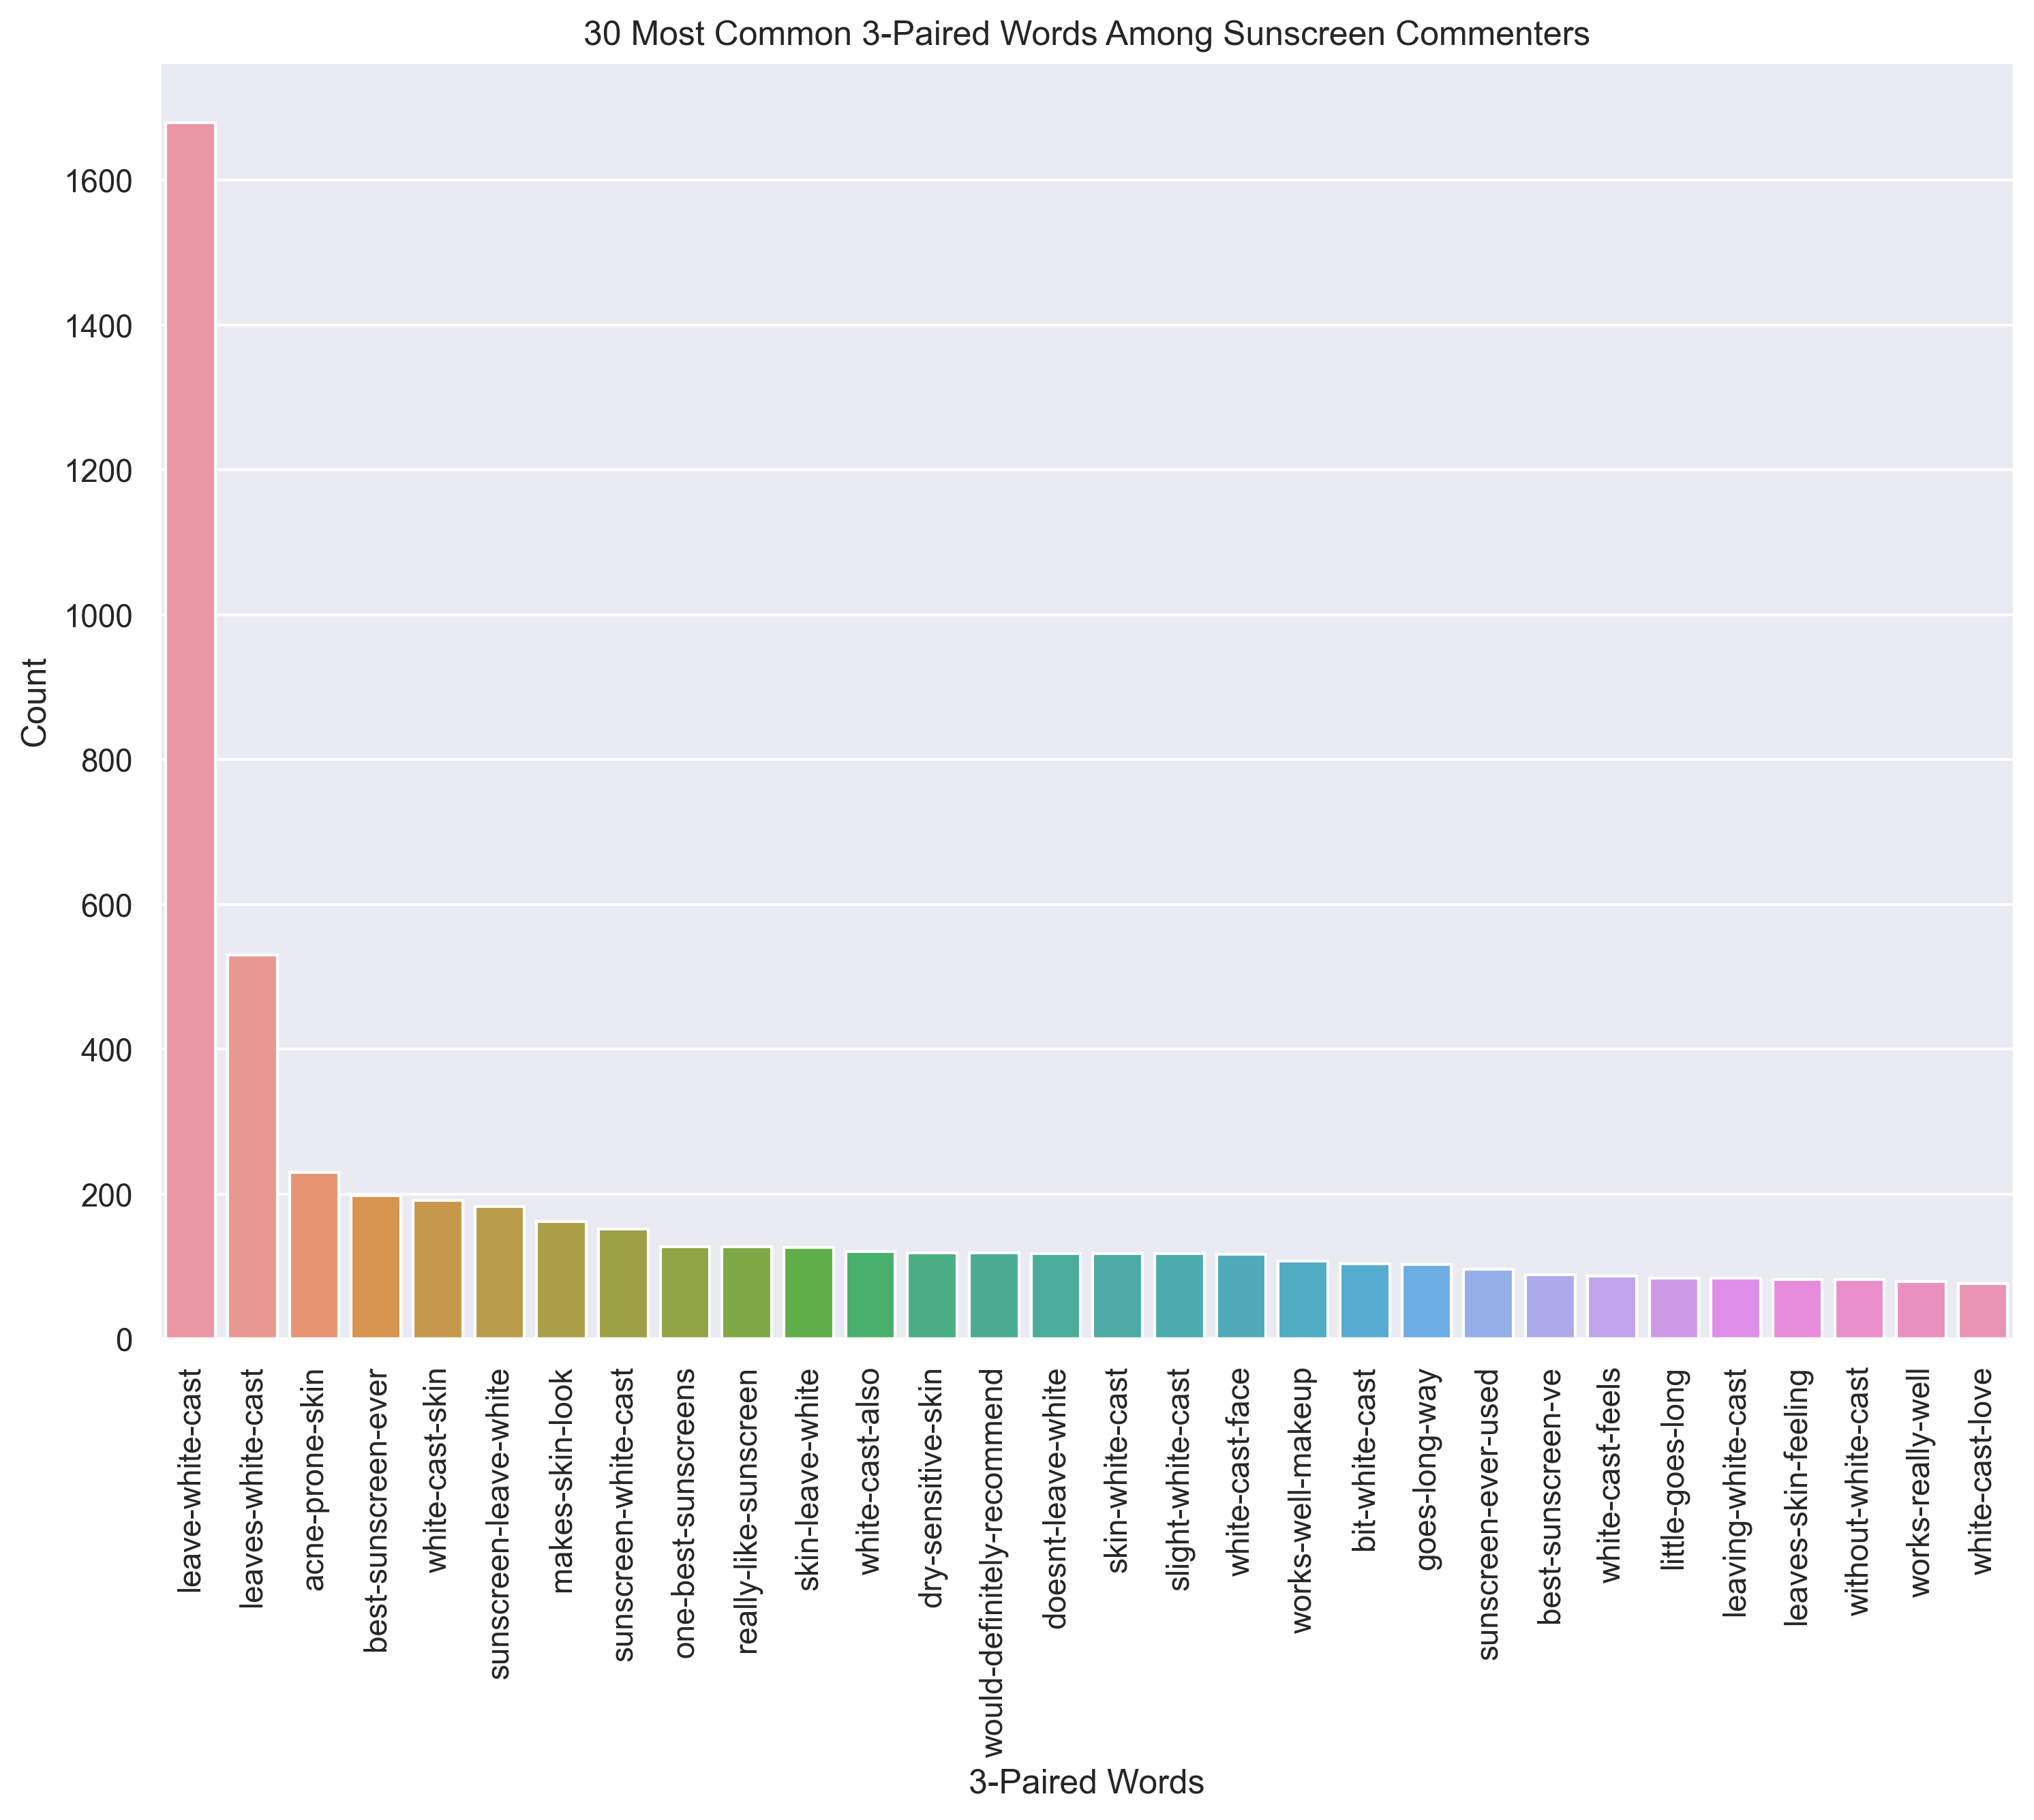 30 Most Common 3-Paired Words Among Sunscreen Commenters
Count
1600
1400
1200
1000
800
600
400
200
0
leave-white-cast
leaves-white-cast
acne-prone-skin
best-sunscreen-ever
white-cast-skin
sunscreen-leave-white
makes-skin-look
sunscreen-white-cast
one-best-sunscreens
really-like-sunscreen
skin-leave-white
white-cast-also
dry-sensitive-skin
would-definitely-recommend
doesnt-leave-white
skin-white-cast
slight-white-cast
white-cast-face
works-well-makeup
bit-white-cast
goes-long-way
sunscreen-ever-used
best-sunscreen-ve
white-cast-feels
little-goes-long
leaving-white-cast
leaves-skin-feeling
without-white-cast
works-really-well
white-cast-love
3-Paired Words